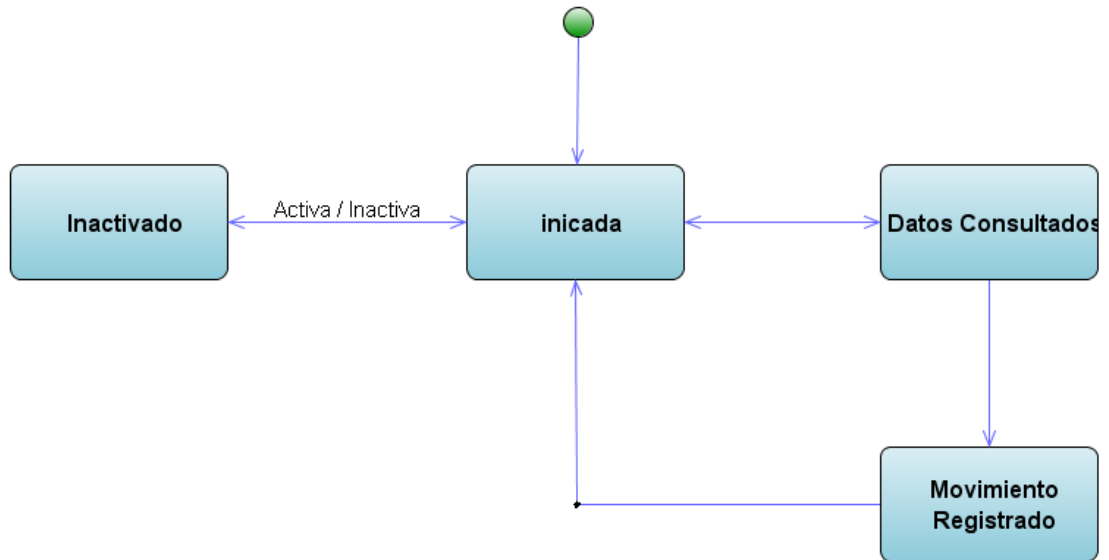 Inactivado
Activa / Inactiva
inicada
Datos Consultados
Movimiento
Registrado